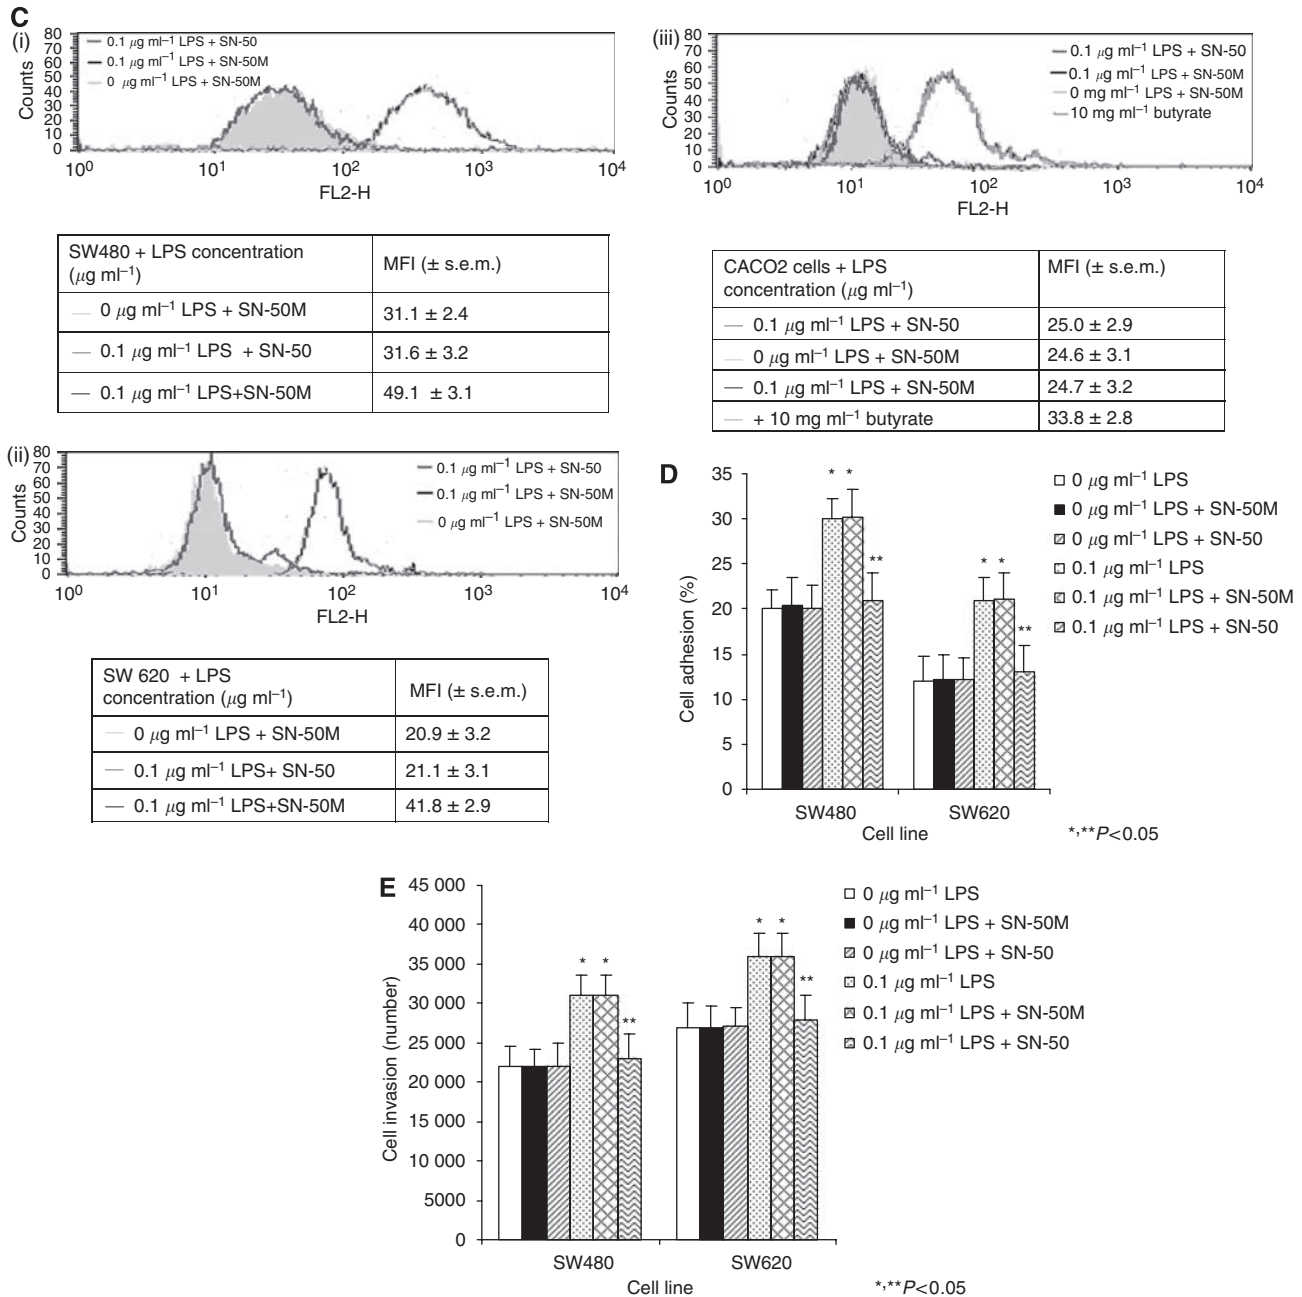 C
(i)
80
70
60
50
40
30
20
10
0
Counts
0.1 μg ml⁻¹ LPS + SN-50
0.1 μg ml⁻¹ LPS + SN-50M
0 μg ml⁻¹ LPS + SN-50M
10⁰ 10¹ 10² 10³ 10⁴
FL2-H
SW480 + LPS concentration (μg ml⁻¹) MFI (± s.e.m.)
0 μg ml⁻¹ LPS + SN-50M 31.1 ± 2.4
0.1 μg ml⁻¹ LPS + SN-50 31.6 ± 3.2
0.1 μg ml⁻¹ LPS+SN-50M 49.1 ± 3.1
(ii)
80
70
60
50
40
30
20
10
0
Counts
0.1 μg ml⁻¹ LPS + SN-50
0.1 μg ml⁻¹ LPS + SN-50M
0 μg ml⁻¹ LPS + SN-50M
10⁰ 10¹ 10² 10³ 10⁴
FL2-H
SW 620 + LPS
concentration (μg ml⁻¹) MFI (± s.e.m.)
0 μg ml⁻¹ LPS + SN-50M 20.9 ± 3.2
0.1 μg ml⁻¹ LPS+ SN-50 21.1 ± 3.1
0.1 μg ml⁻¹ LPS+SN-50M 41.8 ± 2.9
(iii)
80
70
60
50
40
30
20
10
0
Counts
0.1 μg ml⁻¹ LPS + SN-50
0.1 μg ml⁻¹ LPS + SN-50M
0 mg ml⁻¹ LPS + SN-50M
10 mg ml⁻¹ butyrate
10⁰ 10¹ 10² 10³ 10⁴
FL2-H
CACO2 cells + LPS
concentration (μg ml⁻¹) MFI (± s.e.m.)
0.1 μg ml⁻¹ LPS + SN-50 25.0 ± 2.9
0 μg ml⁻¹ LPS + SN-50M 24.6 ± 3.1
0.1 μg ml⁻¹ LPS + SN-50M 24.7 ± 3.2
+ 10 mg ml⁻¹ butyrate 33.8 ± 2.8
D
35
30
25
20
15
10
5
0
Cell adhesion (%)
* * **
* * **
SW480 SW620
Cell line
*,**P<0.05
0 μg ml⁻¹ LPS
0 μg ml⁻¹ LPS + SN-50M
0 μg ml⁻¹ LPS + SN-50
0.1 μg ml⁻¹ LPS
0.1 μg ml⁻¹ LPS + SN-50M
0.1 μg ml⁻¹ LPS + SN-50
E
45 000
40 000
35 000
30 000
25 000
20 000
15 000
10 000
5000
0
Cell invasion (number)
* * **
* * **
SW480 SW620
Cell line
*,**P<0.05
0 μg ml⁻¹ LPS
0 μg ml⁻¹ LPS + SN-50M
0 μg ml⁻¹ LPS + SN-50
0.1 μg ml⁻¹ LPS
0.1 μg ml⁻¹ LPS + SN-50M
0.1 μg ml⁻¹ LPS + SN-50